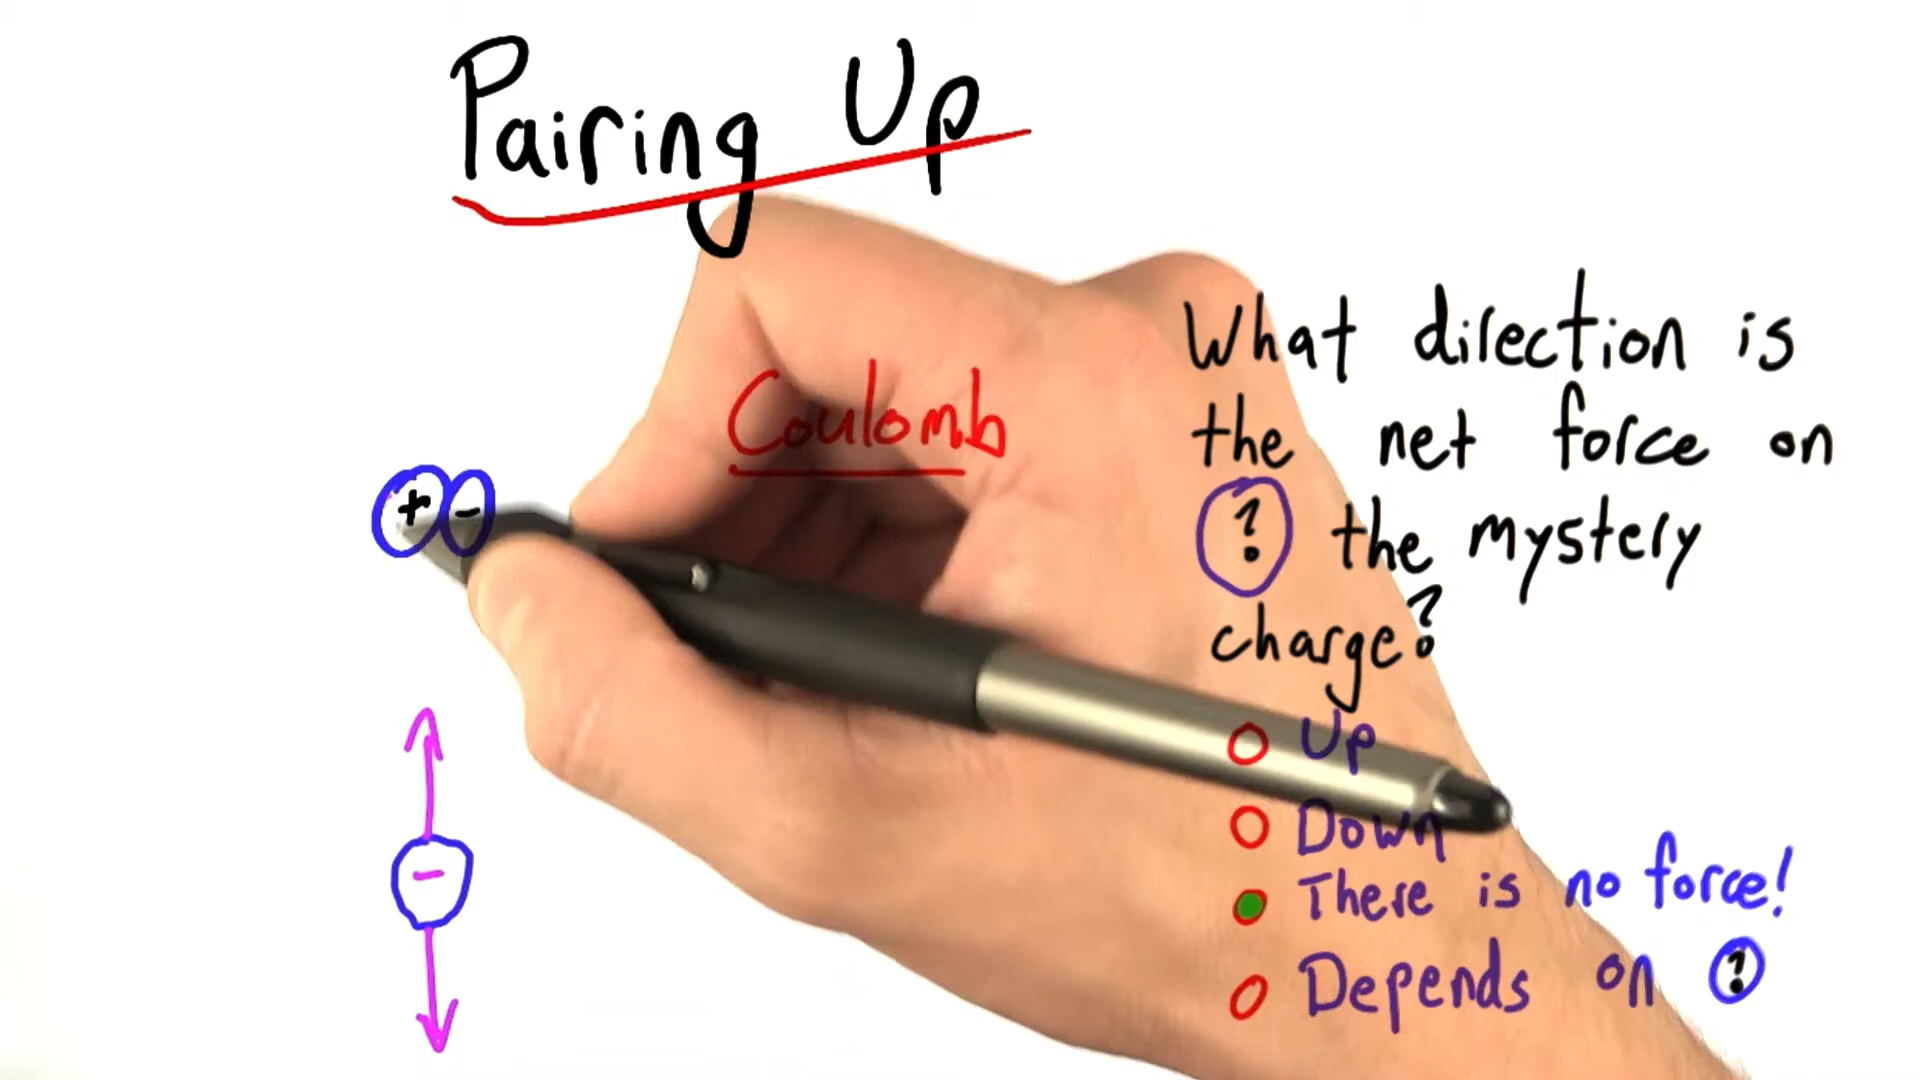 Pairing Up
Coulomb
+ -
-
What direction is
the net force on
? the mystery
charge?
Up
Down
There is no force!
Depends on ?